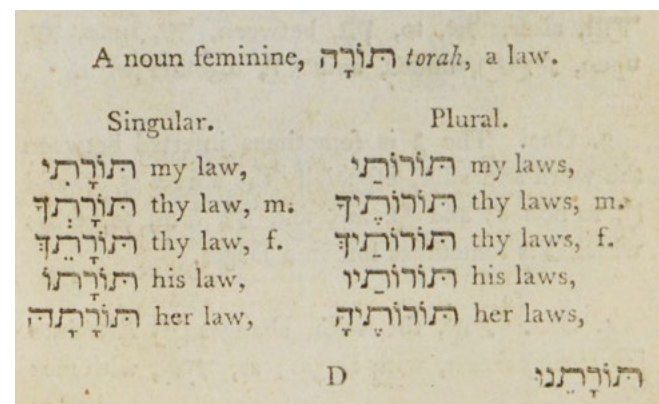 A noun feminine, תּוֹרָה torah, a law.
Singular. Plural.
תּוֹרָתִי my law, תּוֹרוֹתַי my laws,
תּוֹרָתְךָ thy law, m. תּוֹרוֹתֶיךָ thy laws, m.
תּוֹרָתֵךְ thy law, f. תּוֹרוֹתַיִךְ thy laws, f.
תּוֹרָתוֹ his law, תּוֹרוֹתַיו his laws,
תּוֹרָתָהּ her law, תּוֹרוֹתֶיהָ her laws,
D תּוֹרָתֵנוּ